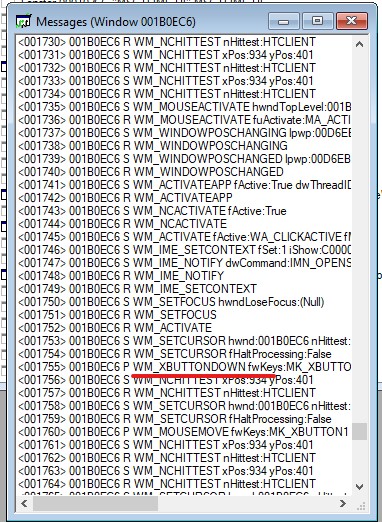 Messages (Window 001B0EC6)
<001730> 001B0EC6 R WM_NCHITTEST nHittest:HTCLIENT
<001731> 001B0EC6 S WM_NCHITTEST xPos:934 yPos:401
<001732> 001B0EC6 R WM_NCHITTEST nHittest:HTCLIENT
<001733> 001B0EC6 S WM_NCHITTEST xPos:934 yPos:401
<001734> 001B0EC6 R WM_NCHITTEST nHittest:HTCLIENT
<001735> 001B0EC6 S WM_MOUSEACTIVATE hwndTopLevel:001B
<001736> 001B0EC6 R WM_MOUSEACTIVATE fuActivate:MA_ACTI
<001737> 001B0EC6 S WM_WINDOWPOSCHANGING lpwp:00D6EE
<001738> 001B0EC6 R WM_WINDOWPOSCHANGING
<001739> 001B0EC6 S WM_WINDOWPOSCHANGED lpwp:00D6EB
<001740> 001B0EC6 R WM_WINDOWPOSCHANGED
<001741> 001B0EC6 S WM_ACTIVATEAPP fActive:True dwThreadID
<001742> 001B0EC6 R WM_ACTIVATEAPP
<001743> 001B0EC6 S WM_NCACTIVATE fActive:True
<001744> 001B0EC6 R WM_NCACTIVATE
<001745> 001B0EC6 S WM_ACTIVATE fActive:WA_CLICKACTIVE fM
<001746> 001B0EC6 S WM_IME_SETCONTEXT fSet:1 iShow:C0000
<001747> 001B0EC6 S WM_IME_NOTIFY dwCommand:IMN_OPENS
<001748> 001B0EC6 R WM_IME_NOTIFY
<001749> 001B0EC6 R WM_IME_SETCONTEXT
<001750> 001B0EC6 S WM_SETFOCUS hwndLoseFocus:(Null)
<001751> 001B0EC6 R WM_SETFOCUS
<001752> 001B0EC6 R WM_ACTIVATE
<001753> 001B0EC6 S WM_SETCURSOR hwnd:001B0EC6 nHittest:
<001754> 001B0EC6 R WM_SETCURSOR fHaltProcessing:False
<001755> 001B0EC6 P WM_XBUTTONDOWN fwKeys:MK_XBUTTO
<001756> 001B0EC6 S WM_NCHITTEST xPos:934 yPos:401
<001757> 001B0EC6 R WM_NCHITTEST nHittest:HTCLIENT
<001758> 001B0EC6 S WM_SETCURSOR hwnd:001B0EC6 nHittest:
<001759> 001B0EC6 R WM_SETCURSOR fHaltProcessing:False
<001760> 001B0EC6 P WM_MOUSEMOVE fwKeys:MK_XBUTTON1
<001761> 001B0EC6 S WM_NCHITTEST xPos:934 yPos:401
<001762> 001B0EC6 R WM_NCHITTEST nHittest:HTCLIENT
<001763> 001B0EC6 S WM_NCHITTEST xPos:934 yPos:401
<001764> 001B0EC6 R WM_NCHITTEST nHittest:HTCLIENT